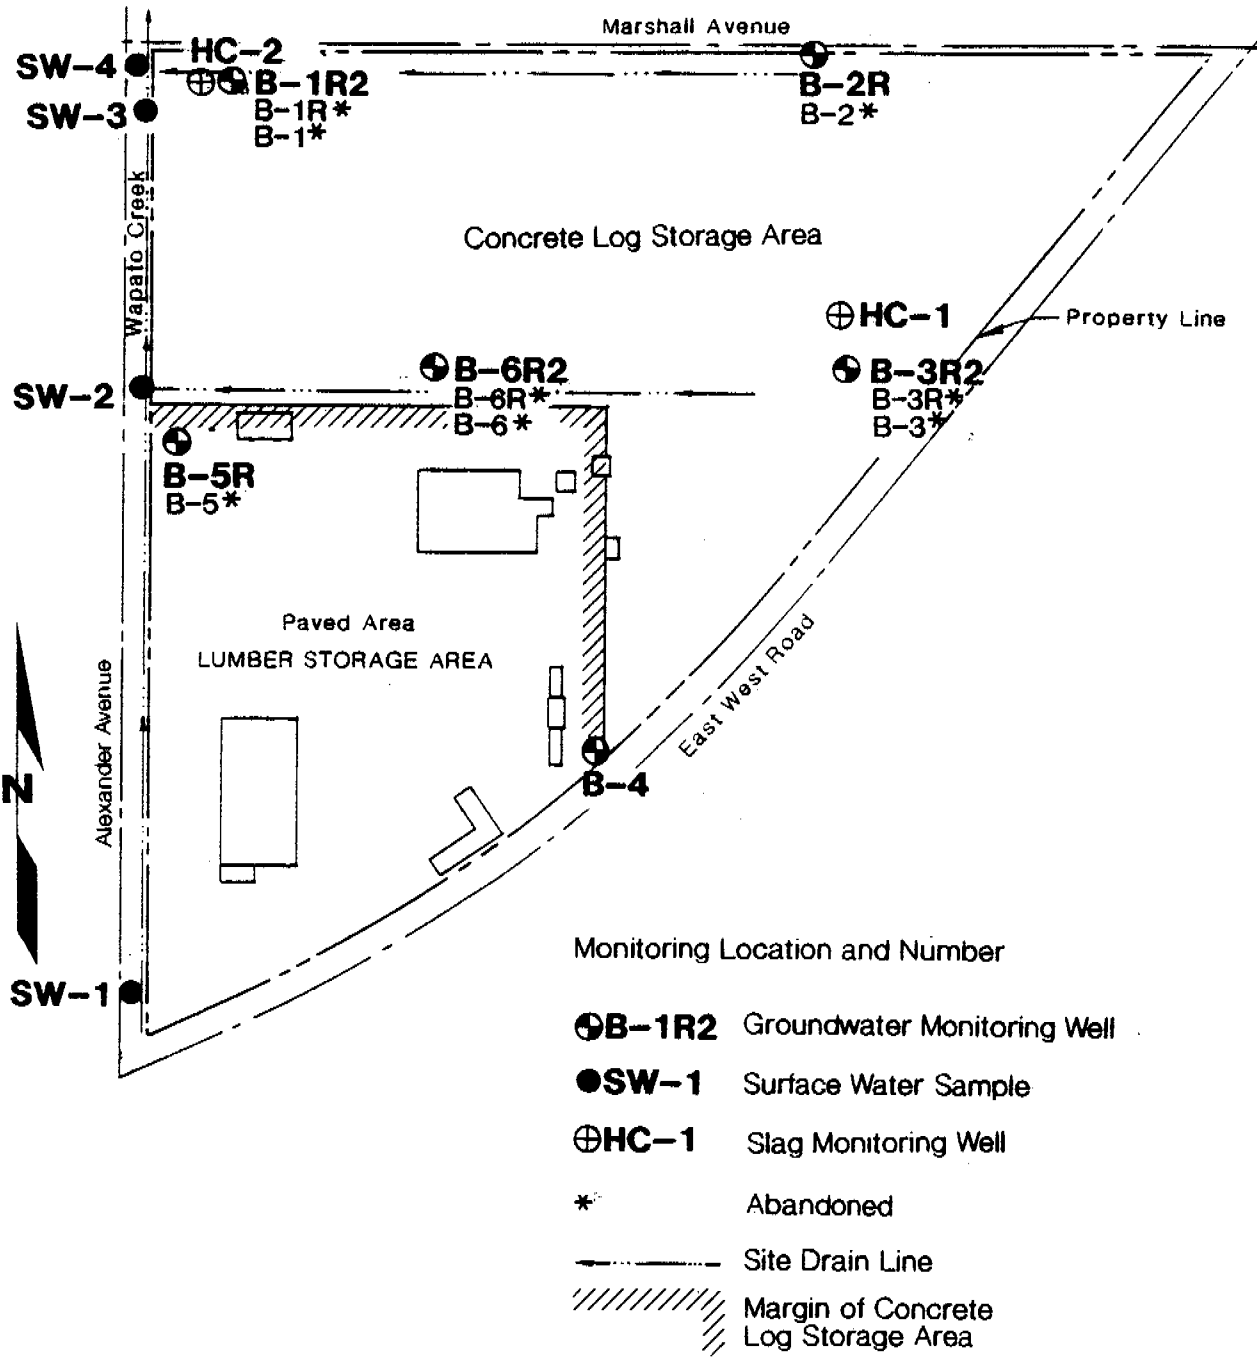 Marshall Avenue
SW-4
HC-2
B-1R2
B-1R*
B-1*
SW-3
B-2R
B-2*
Wapato Creek
Concrete Log Storage Area
HC-1
Property Line
SW-2
B-6R2
B-6R*
B-6*
B-3R2
B-3R*
B-3*
B-5R
B-5*
Paved Area
LUMBER STORAGE AREA
East West Road
Alexander Avenue
N
B-4
SW-1
Monitoring Location and Number
B-1R2 Groundwater Monitoring Well
SW-1 Surface Water Sample
HC-1 Slag Monitoring Well
* Abandoned
Site Drain Line
Margin of Concrete
Log Storage Area